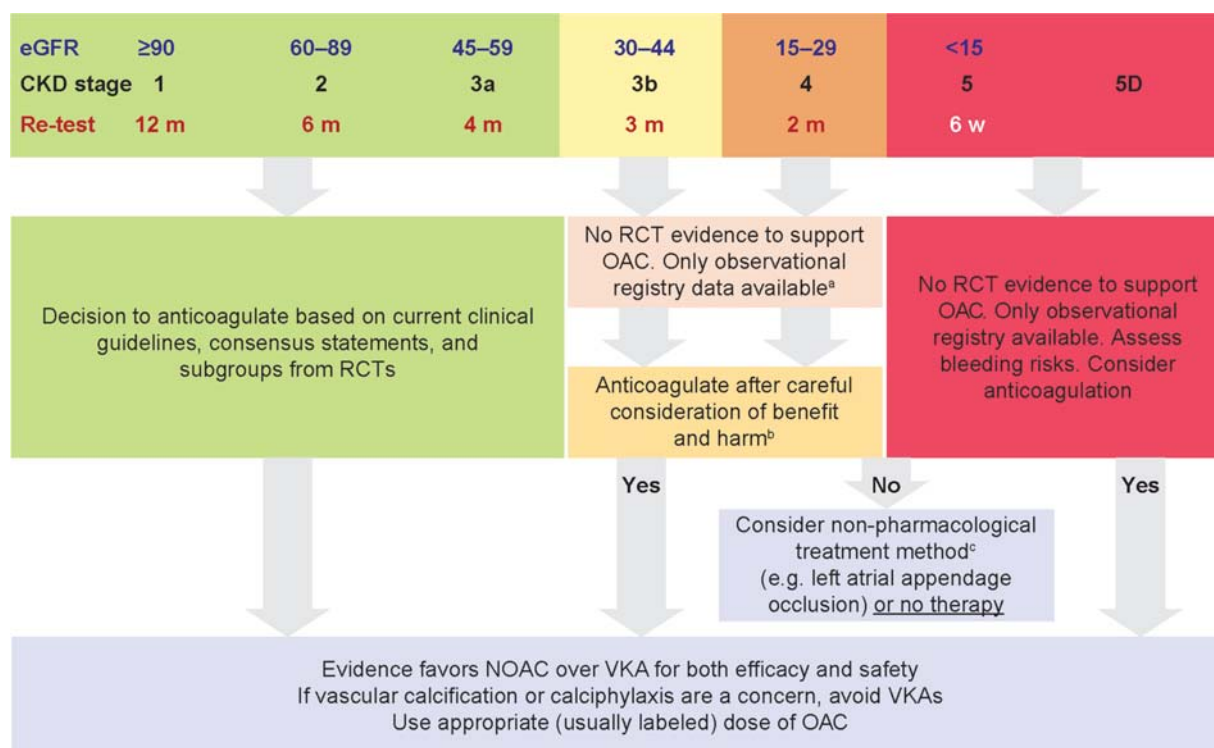 eGFR ≥90 60–89 45–59 30–44 15–29 <15
CKD stage 1 2 3a 3b 4 5 5D
Re-test 12 m 6 m 4 m 3 m 2 m 6 w
Decision to anticoagulate based on current clinical
guidelines, consensus statements, and
subgroups from RCTs
No RCT evidence to support
OAC. Only observational
registry data availableᵃ
Anticoagulate after careful
consideration of benefit
and harmᵇ
No RCT evidence to support
OAC. Only observational
registry available. Assess
bleeding risks. Consider
anticoagulation
Yes No Yes
Consider non-pharmacological
treatment methodᶜ
(e.g. left atrial appendage
occlusion) or no therapy
Evidence favors NOAC over VKA for both efficacy and safety
If vascular calcification or calciphylaxis are a concern, avoid VKAs
Use appropriate (usually labeled) dose of OAC